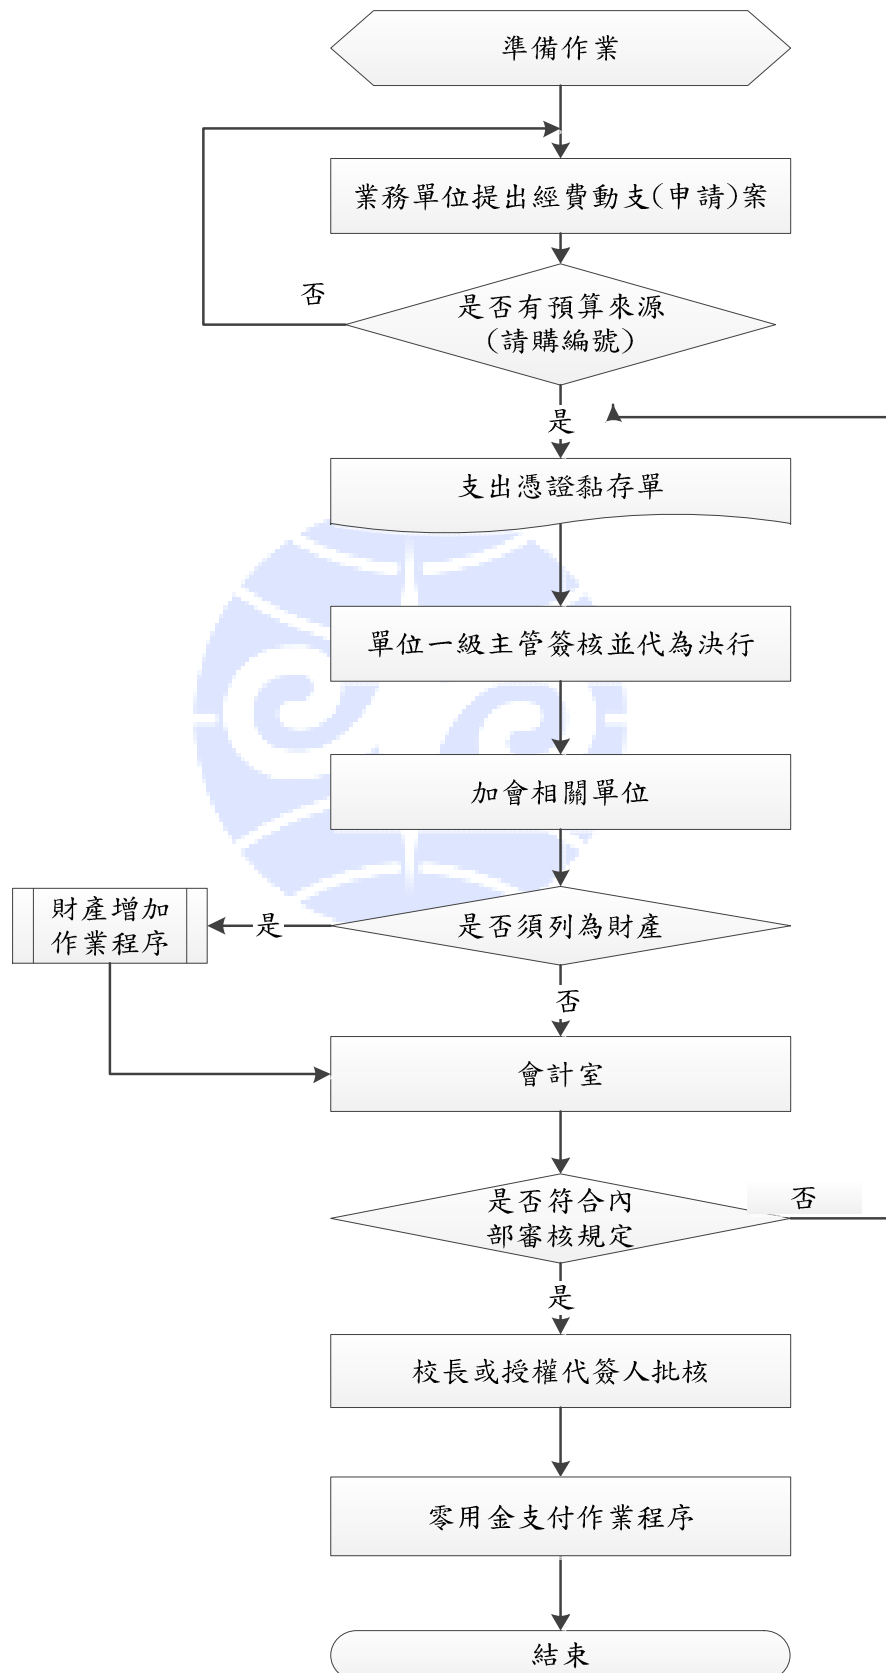 準備作業
業務單位提出經費動支(申請)案
否
是否有預算來源
(請購編號)
是
支出憑證黏存單
單位一級主管簽核並代為決行
加會相關單位
財產增加
作業程序
是
是否須列為財產
否
會計室
是否符合內
部審核規定
否
是
校長或授權代簽人批核
零用金支付作業程序
結束